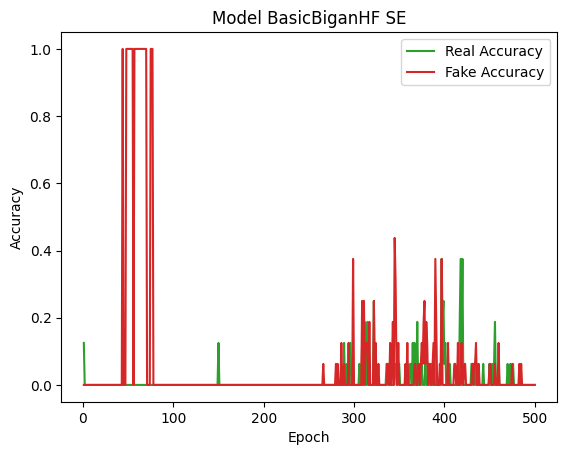 Model BasicBiganHF SE
Real Accuracy
Fake Accuracy
Accuracy
1.0
0.8
0.6
0.4
0.2
0.0
0 100 200 300 400 500
Epoch